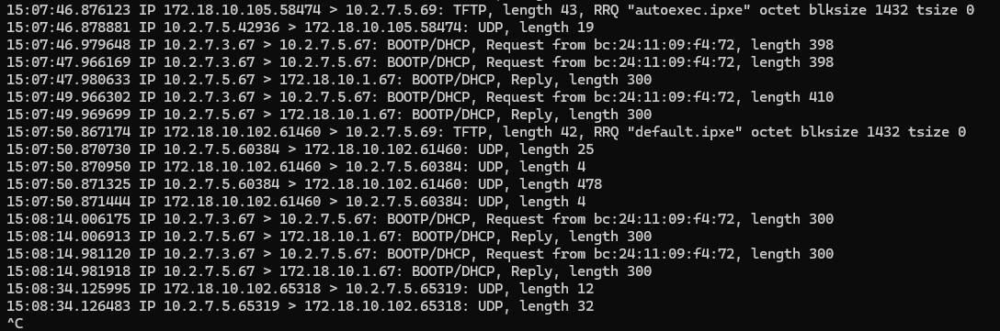 15:07:46.876123 IP 172.18.10.105.58474 > 10.2.7.5.69: TFTP, length 43, RRQ "autoexec.ipxe" octet blksize 1432 tsize 0
15:07:46.878881 IP 10.2.7.5.42936 > 172.18.10.105.58474: UDP, length 19
15:07:46.979648 IP 10.2.7.3.67 > 10.2.7.5.67: BOOTP/DHCP, Request from bc:24:11:09:f4:72, length 398
15:07:47.966169 IP 10.2.7.3.67 > 10.2.7.5.67: BOOTP/DHCP, Request from bc:24:11:09:f4:72, length 398
15:07:47.980633 IP 10.2.7.5.67 > 172.18.10.1.67: BOOTP/DHCP, Reply, length 300
15:07:49.966302 IP 10.2.7.3.67 > 10.2.7.5.67: BOOTP/DHCP, Request from bc:24:11:09:f4:72, length 410
15:07:49.969699 IP 10.2.7.5.67 > 172.18.10.1.67: BOOTP/DHCP, Reply, length 300
15:07:50.867174 IP 172.18.10.102.61460 > 10.2.7.5.69: TFTP, length 42, RRQ "default.ipxe" octet blksize 1432 tsize 0
15:07:50.870730 IP 10.2.7.5.60384 > 172.18.10.102.61460: UDP, length 25
15:07:50.870950 IP 172.18.10.102.61460 > 10.2.7.5.60384: UDP, length 4
15:07:50.871325 IP 10.2.7.5.60384 > 172.18.10.102.61460: UDP, length 478
15:07:50.871444 IP 172.18.10.102.61460 > 10.2.7.5.60384: UDP, length 4
15:08:14.006175 IP 10.2.7.3.67 > 10.2.7.5.67: BOOTP/DHCP, Request from bc:24:11:09:f4:72, length 300
15:08:14.006913 IP 10.2.7.5.67 > 172.18.10.1.67: BOOTP/DHCP, Reply, length 300
15:08:14.981120 IP 10.2.7.3.67 > 10.2.7.5.67: BOOTP/DHCP, Request from bc:24:11:09:f4:72, length 300
15:08:14.981918 IP 10.2.7.5.67 > 172.18.10.1.67: BOOTP/DHCP, Reply, length 300
15:08:34.125995 IP 172.18.10.102.65318 > 10.2.7.5.65319: UDP, length 12
15:08:34.126483 IP 10.2.7.5.65319 > 172.18.10.102.65318: UDP, length 32
^C